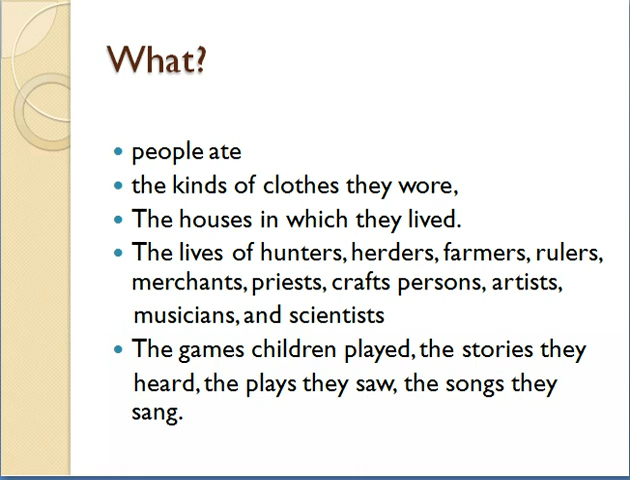 What?
• people ate
• the kinds of clothes they wore,
• The houses in which they lived.
• The lives of hunters, herders, farmers, rulers,
merchants, priests, crafts persons, artists,
musicians, and scientists
• The games children played, the stories they
heard, the plays they saw, the songs they
sang.